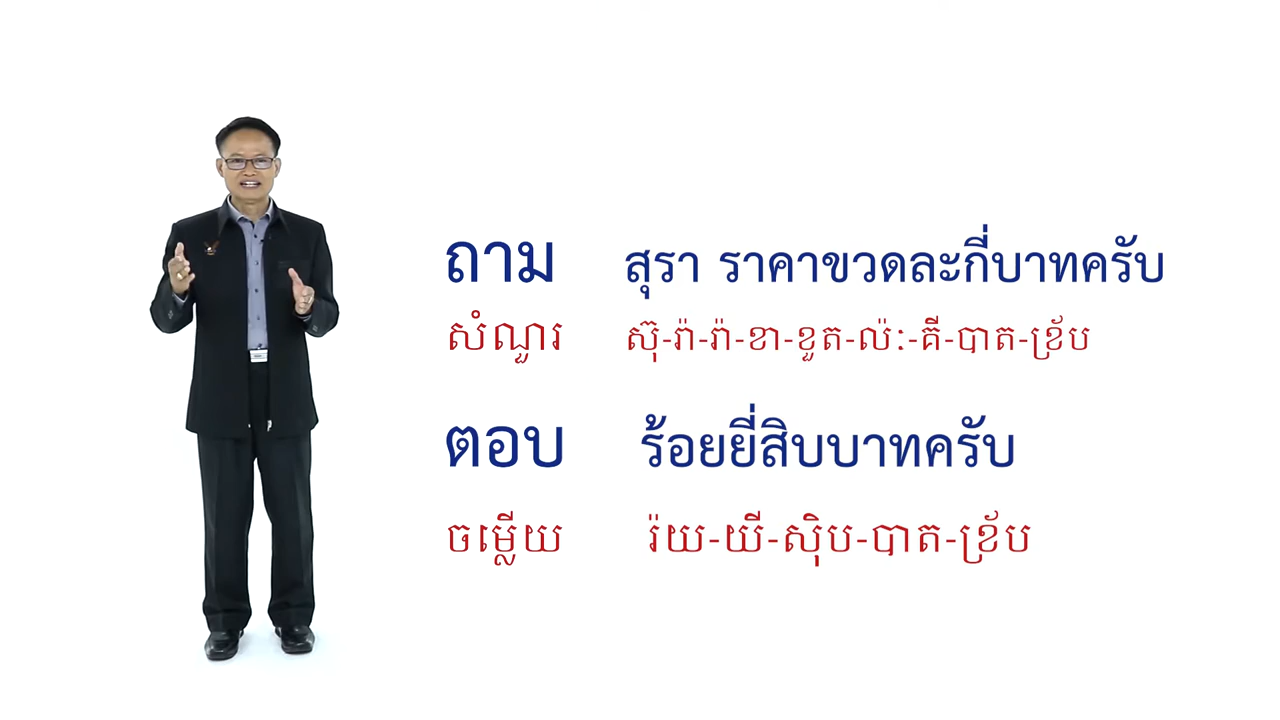 ถาม สุรา ราคาขวดละกี่บาทครับ
សំណួរ ស៊ុ-រ៉ា-រ៉ា-ខា-ខួត-ល៉ៈ-គី-បាត-ខ្រ័ប
ตอบ ร้อยยี่สิบบาทครับ
ចម្លើយ រ៉យ-យី-ស៊ិប-បាត-ខ្រ័ប